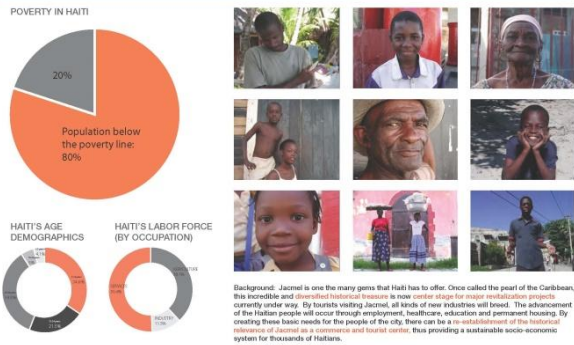 POVERTY IN HAITI
20%
Population below
the poverty line:
80%
HAITI'S AGE
DEMOGRAPHICS
HAITI'S LABOR FORCE
(BY OCCUPATION)
INDUSTRY
Background: Jacmel is one the many gems that Haiti has to offer. Once called the pearl of the Caribbean,
this incredible and diversified historical treasure is now center stage for major revitalization projects
currently under way. By tourists visiting Jacmel, all kinds of new industries will breed. The advancement
of the Haitian people will occur through employment, healthcare, education and permanent housing. By
creating these basic needs for the people of the city, there can be a re-establishment of the historical
relevance of Jacmel as a commerce and tourist center, thus providing a sustainable socio-economic
system for thousands of Haitians.